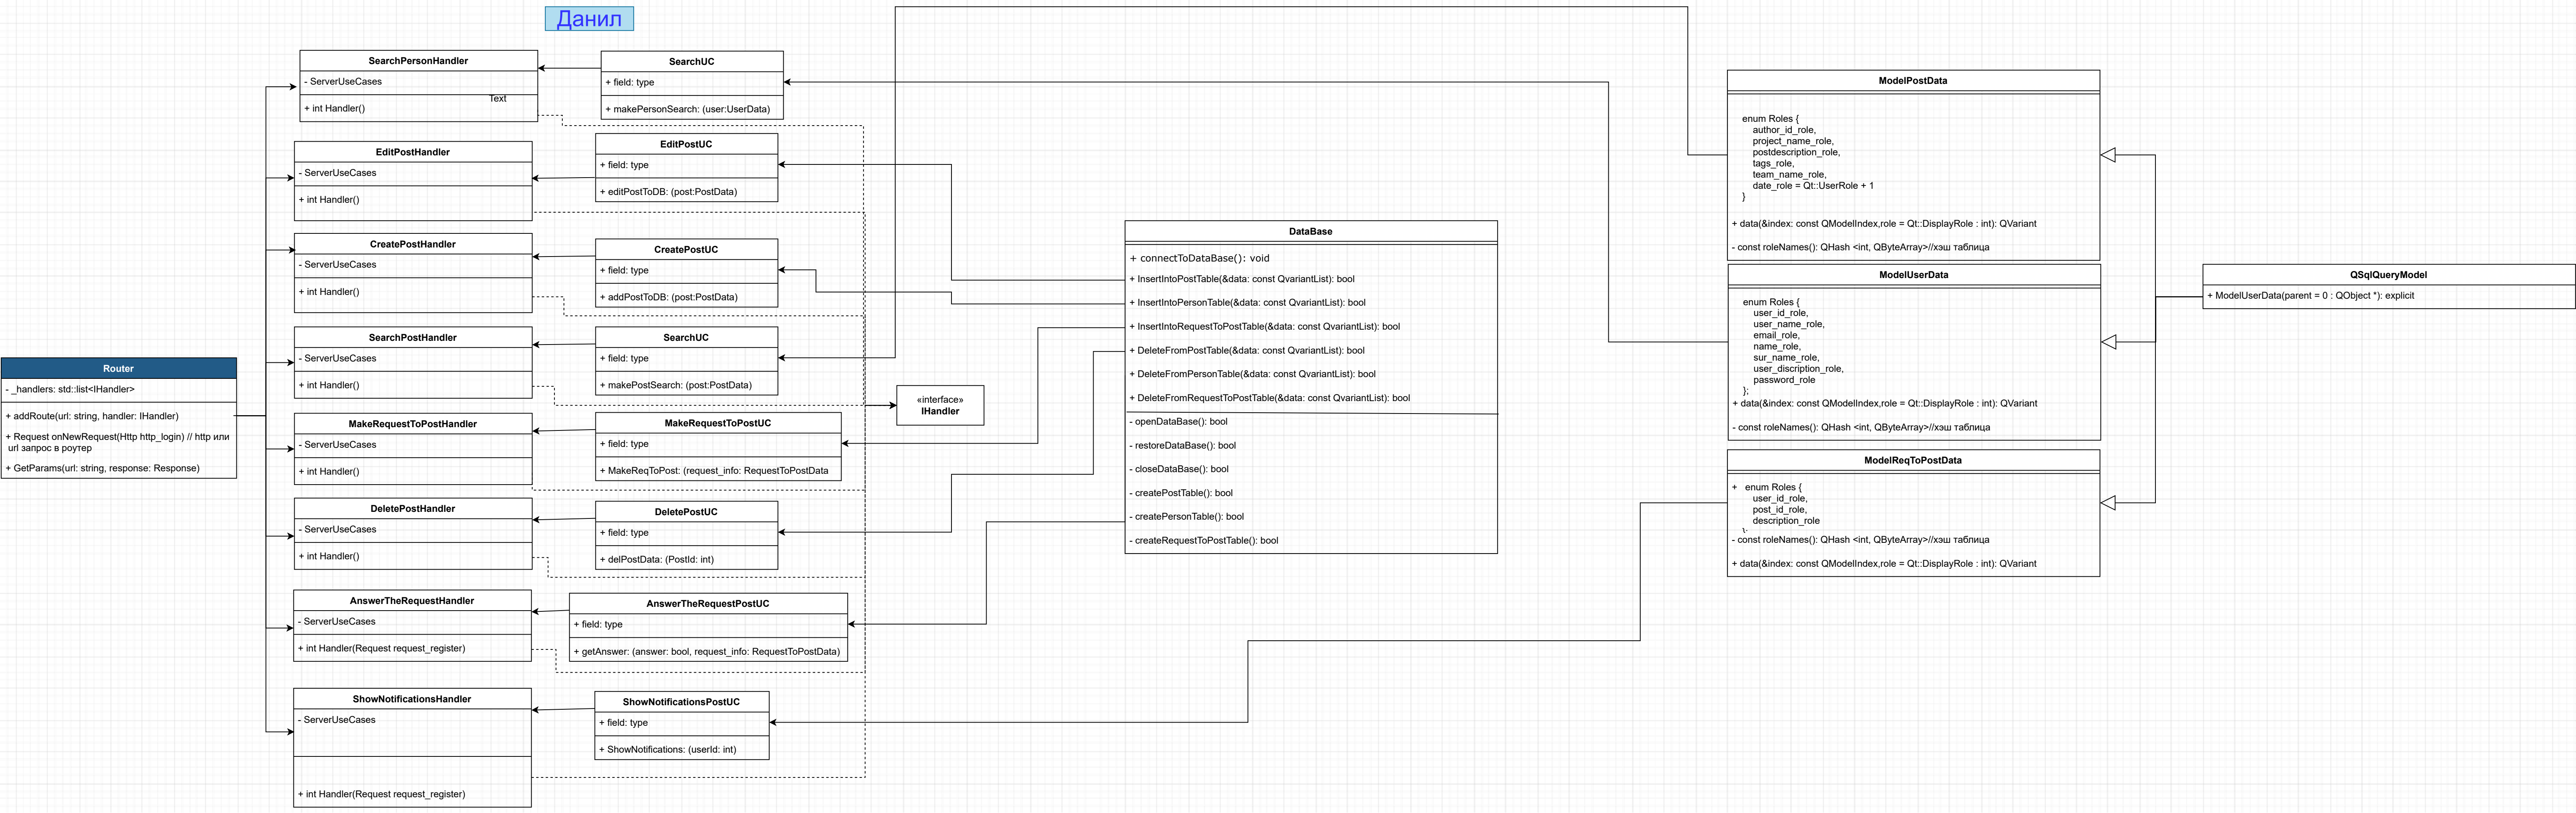 Данил
Router
- _handlers: std::list<IHandler>
+ addRoute(url: string, handler: IHandler)
+ Request onNewRequest(Http http_login) // http или
url запрос в роутер
+ GetParams(url: string, response: Response)
SearchPersonHandler
- ServerUseCases
Text
+ int Handler()
EditPostHandler
- ServerUseCases
+ int Handler()
CreatePostHandler
- ServerUseCases
+ int Handler()
SearchPostHandler
- ServerUseCases
+ int Handler()
MakeRequestToPostHandler
- ServerUseCases
+ int Handler()
DeletePostHandler
- ServerUseCases
+ int Handler()
AnswerTheRequestHandler
- ServerUseCases
+ int Handler(Request request_register)
ShowNotificationsHandler
- ServerUseCases
+ int Handler(Request request_register)
SearchUC
+ field: type
+ makePersonSearch: (user:UserData)
EditPostUC
+ field: type
+ editPostToDB: (post:PostData)
CreatePostUC
+ field: type
+ addPostToDB: (post:PostData)
SearchUC
+ field: type
+ makePostSearch: (post:PostData)
MakeRequestToPostUC
+ field: type
+ MakeReqToPost: (request_info: RequestToPostData
DeletePostUC
+ field: type
+ delPostData: (PostId: int)
AnswerTheRequestPostUC
+ field: type
+ getAnswer: (answer: bool, request_info: RequestToPostData)
ShowNotificationsPostUC
+ field: type
+ ShowNotifications: (userId: int)
«interface»
IHandler
DataBase
+ connectToDataBase(): void
+ InsertIntoPostTable(&data: const QvariantList): bool
+ InsertIntoPersonTable(&data: const QvariantList): bool
+ InsertIntoRequestToPostTable(&data: const QvariantList): bool
+ DeleteFromPostTable(&data: const QvariantList): bool
+ DeleteFromPersonTable(&data: const QvariantList): bool
+ DeleteFromRequestToPostTable(&data: const QvariantList): bool
- openDataBase(): bool
- restoreDataBase(): bool
- closeDataBase(): bool
- createPostTable(): bool
- createPersonTable(): bool
- createRequestToPostTable(): bool
ModelPostData
enum Roles {
author_id_role,
project_name_role,
postdescription_role,
tags_role,
team_name_role,
date_role = Qt::UserRole + 1
}
+ data(&index: const QModelIndex,role = Qt::DisplayRole : int): QVariant
- const roleNames(): QHash <int, QByteArray>//хэш таблица
ModelUserData
enum Roles {
user_id_role,
user_name_role,
email_role,
name_role,
sur_name_role,
user_discription_role,
password_role
};
+ data(&index: const QModelIndex,role = Qt::DisplayRole : int): QVariant
- const roleNames(): QHash <int, QByteArray>//хэш таблица
ModelReqToPostData
+ enum Roles {
user_id_role,
post_id_role,
description_role
};
- const roleNames(): QHash <int, QByteArray>//хэш таблица
+ data(&index: const QModelIndex,role = Qt::DisplayRole : int): QVariant
QSqlQueryModel
+ ModelUserData(parent = 0 : QObject *): explicit